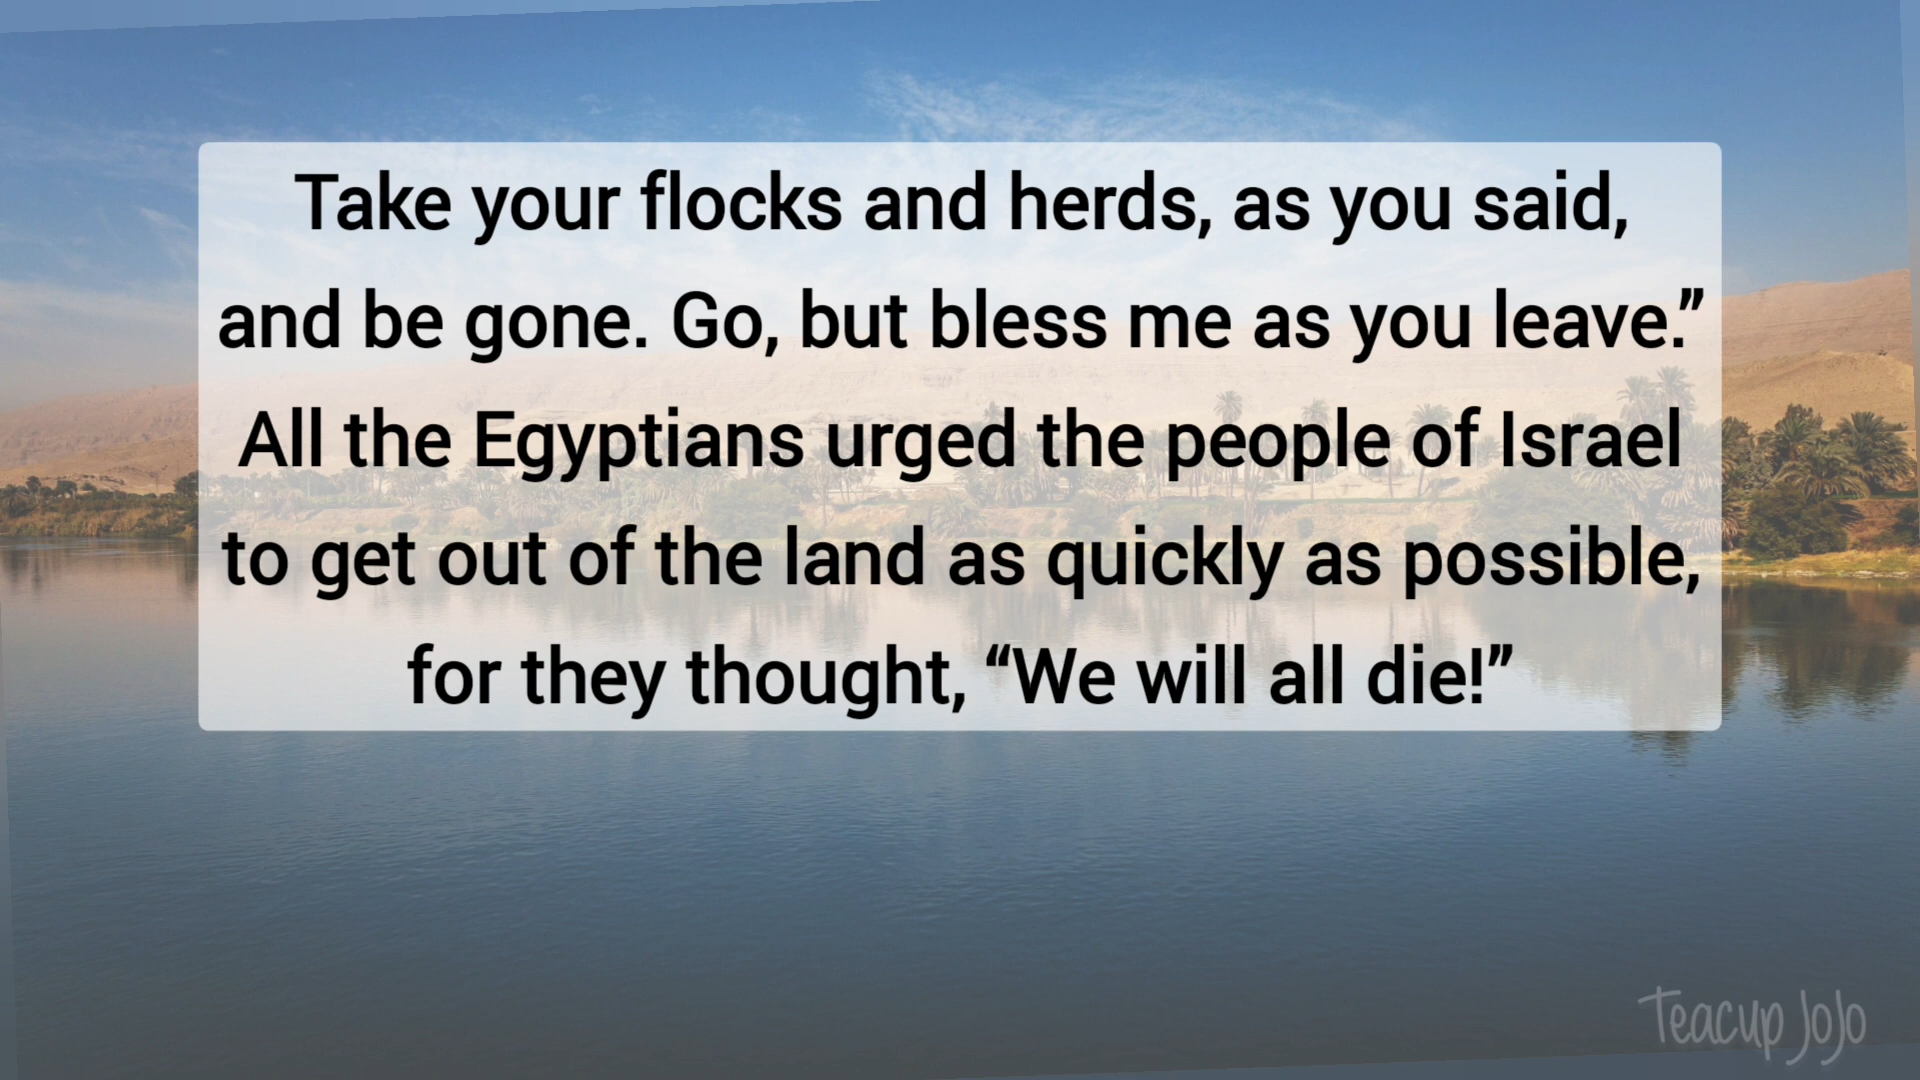 Take your flocks and herds, as you said,
and be gone. Go, but bless me as you leave.”
All the Egyptians urged the people of Israel
to get out of the land as quickly as possible,
for they thought, “We will all die!”
Teacup JoJo